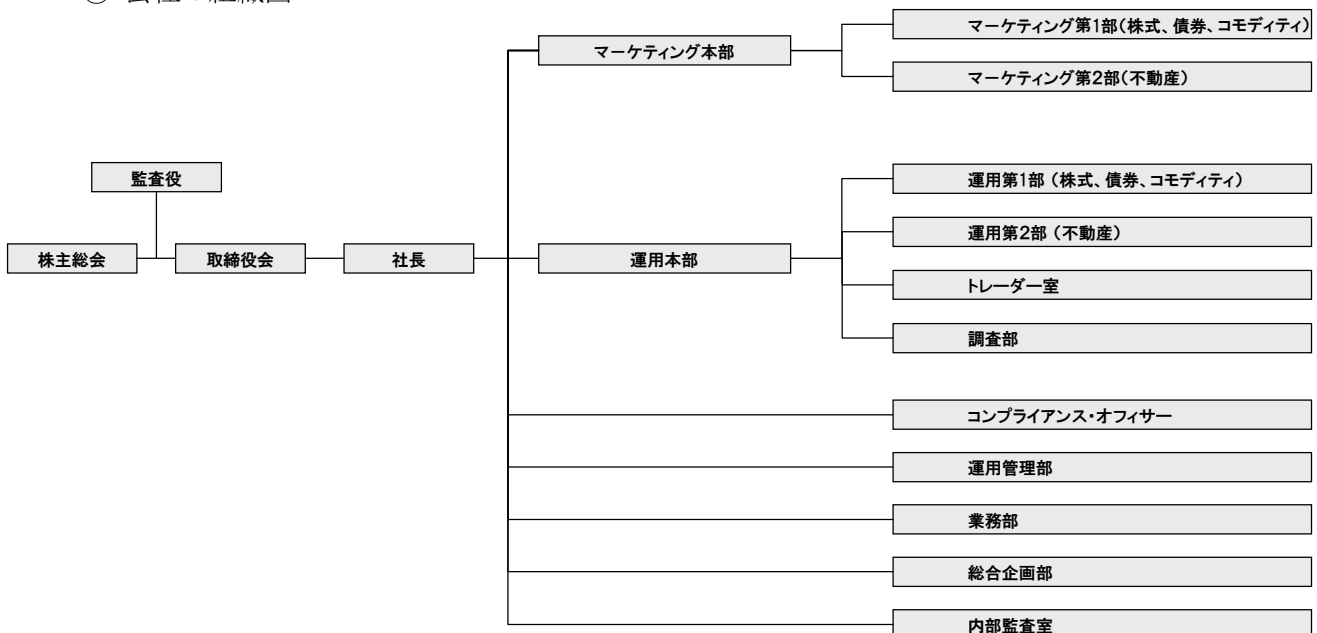 マーケティング第1部(株式、債券、コモディティ)
マーケティング本部
マーケティング第2部(不動産)
監査役
運用第1部 (株式、債券、コモディティ)
運用第2部 (不動産)
株主総会
取締役会
社長
運用本部
トレーダー室
調査部
コンプライアンス・オフィサー
運用管理部
業務部
総合企画部
内部監査室